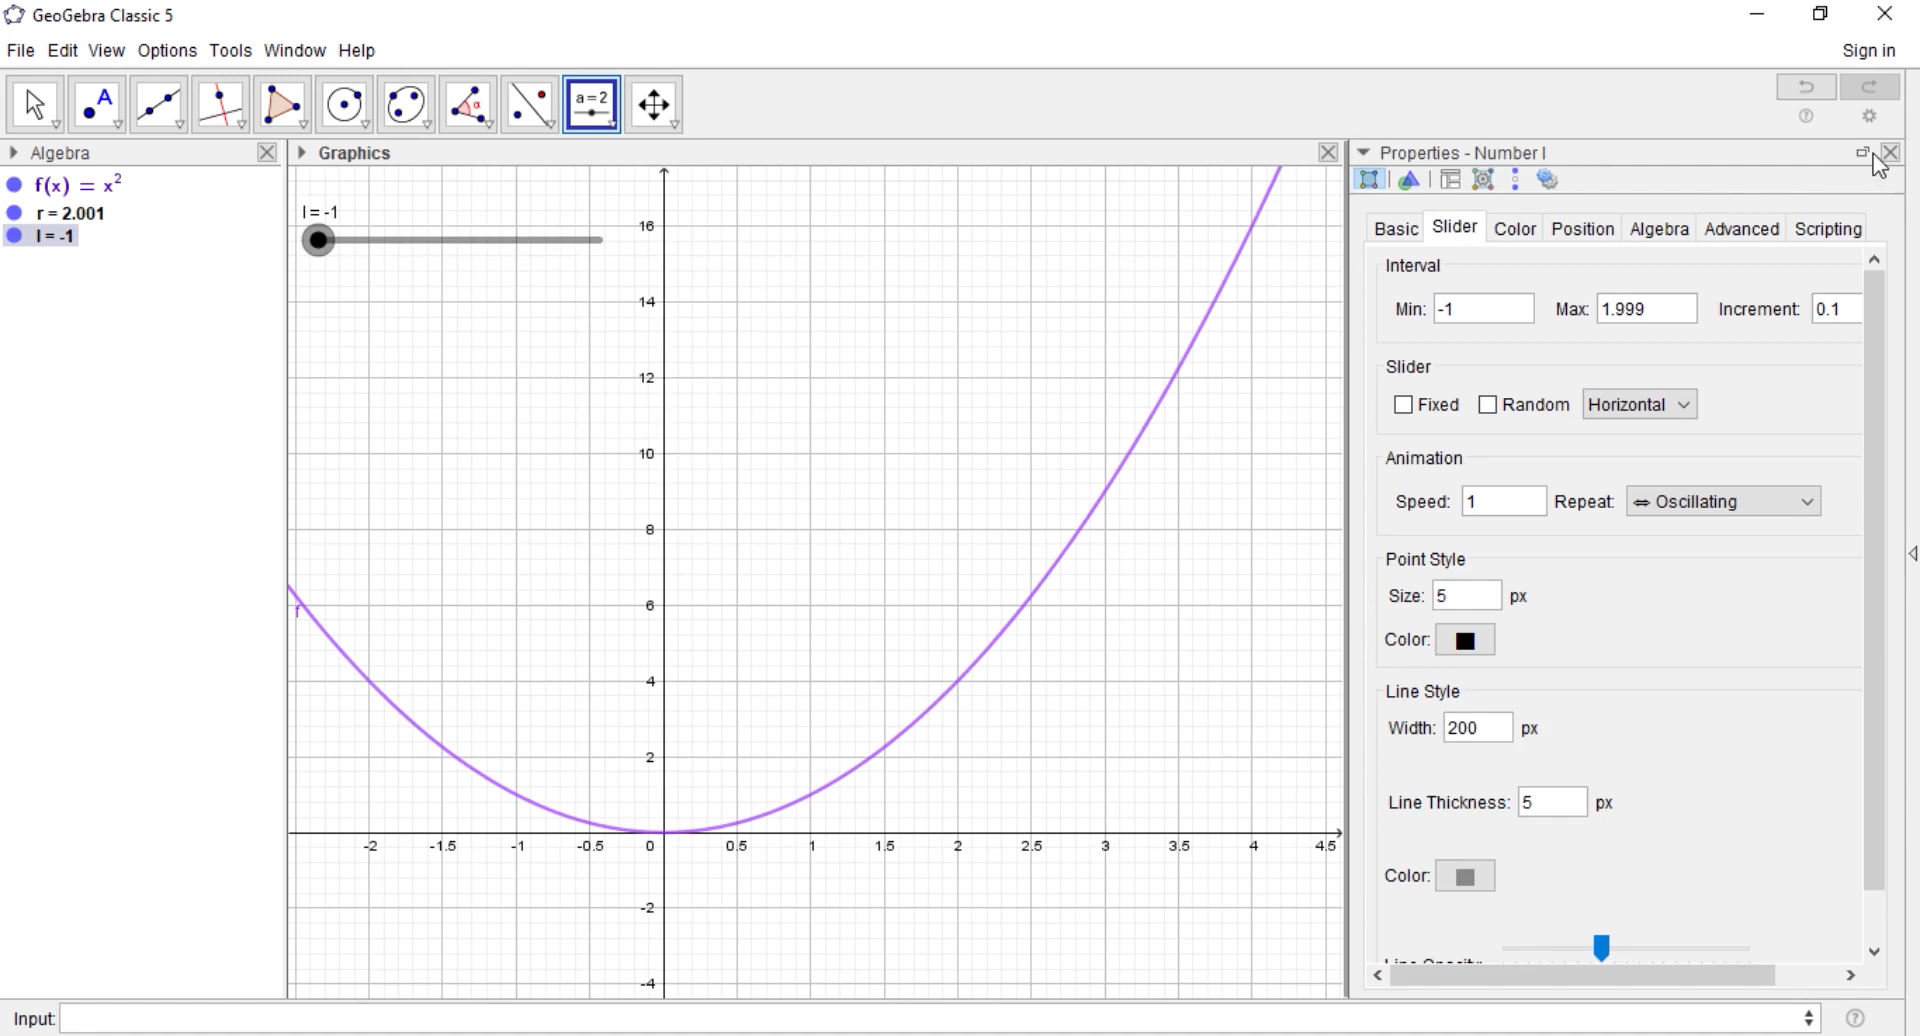 GeoGebra Classic 5
File Edit View Options Tools Window Help
Sign in
A
α
a=2
Algebra
Graphics
Properties - Number l
f(x) = x²
r = 2.001
l = -1
l = -1
16
14
12
10
8
6
4
2
-2
-4
-2 -1.5 -1 -0.5 0 0.5 1 1.5 2 2.5 3 3.5 4 4.5
f
Basic Slider Color Position Algebra Advanced Scripting
Interval
Min: -1 Max: 1.999 Increment: 0.1
Slider
Fixed Random Horizontal
Animation
Speed: 1 Repeat: ⇔ Oscillating
Point Style
Size: 5 px
Color:
Line Style
Width: 200 px
Line Thickness: 5 px
Color:
Input: